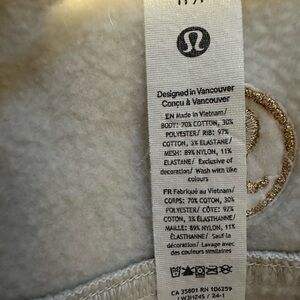 Designed in Vancouver
Conçu à Vancouver
EN Made in Vietnam/
BODY: 70% COTTON, 30%
POLYESTER/ RIB: 97%
COTTON, 3% ELASTANE/
MESH: 89% NYLON, 11%
ELASTANE/ Exclusive of
decoration/ Wash with like
colours
FR Fabriqué au Vietnam/
CORPS: 70% COTON, 30%
POLYESTER/ CÔTE: 97%
COTON, 3% ÉLASTHANNE/
MAILLE: 89% NYLON, 11%
ÉLASTHANNE/ Sauf la
décoration/ Lavage avec
des couleurs similaires
CA 35801 RN 106259
/ W3HZ4S / 24-1